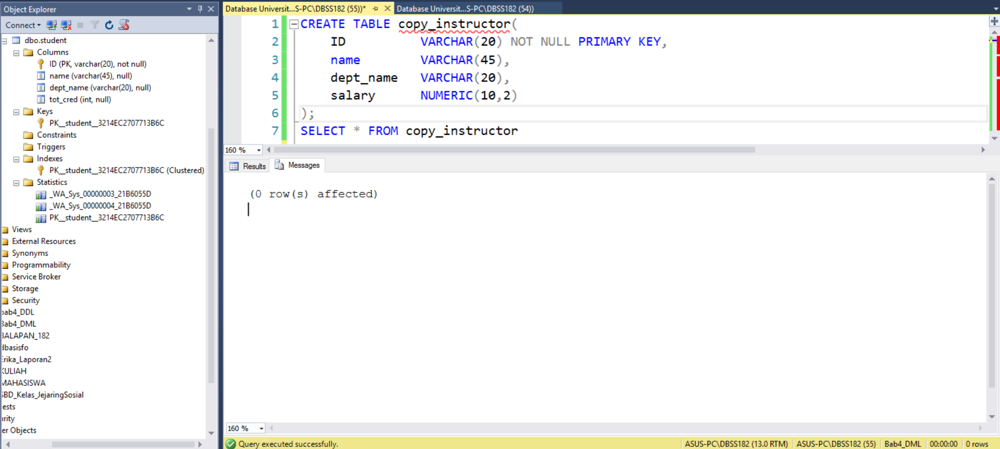 Object Explorer
Connect
dbo.student
Columns
ID (PK, varchar(20), not null)
name (varchar(45), null)
dept_name (varchar(20), null)
tot_cred (int, null)
Keys
PK__student__3214EC2707713B6C
Constraints
Triggers
Indexes
PK__student__3214EC2707713B6C (Clustered)
Statistics
_WA_Sys_00000003_21B6055D
_WA_Sys_00000004_21B6055D
PK__student__3214EC2707713B6C
Views
External Resources
Synonyms
Programmability
Service Broker
Storage
Security
bab4_DDL
Bab4_DML
BALAPAN_182
dbasisfo
Erika_Laporan2
KULIAH
MAHASISWA
SBD_Kelas_JejaringSosial
ests
urity
er Objects
Database Universit...S-PC\DBSS182 (55))* Database Universit...S-PC\DBSS182 (54))
1 CREATE TABLE copy_instructor(
2 ID VARCHAR(20) NOT NULL PRIMARY KEY,
3 name VARCHAR(45),
4 dept_name VARCHAR(20),
5 salary NUMERIC(10,2)
6 );
7 SELECT * FROM copy_instructor
160 %
Results Messages
(0 row(s) affected)
160 %
Query executed successfully. ASUS-PC\DBSS182 (13.0 RTM) ASUS-PC\DBSS182 (55) Bab4_DML 00:00:00 0 rows